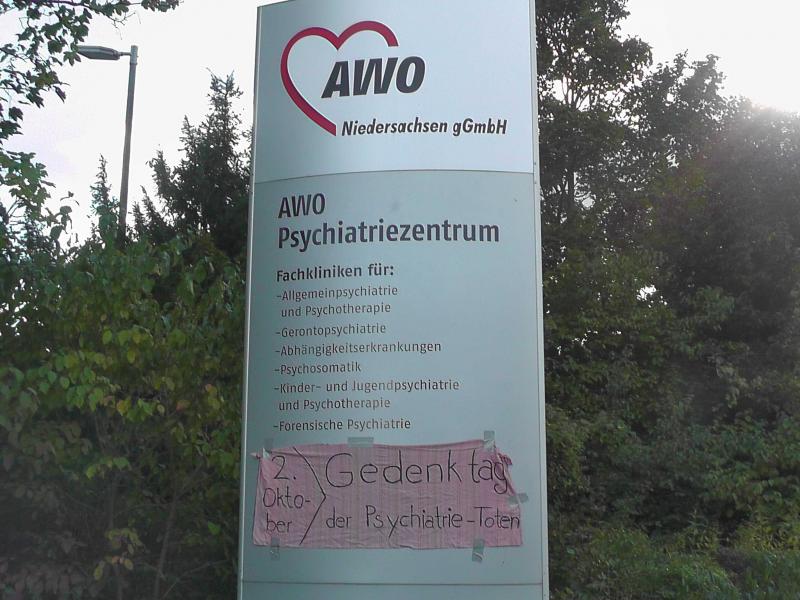 AWO
Niedersachsen gGmbH
AWO
Psychiatriezentrum
Fachkliniken für:
-Allgemeinpsychiatrie
und Psychotherapie
-Gerontopsychiatrie
-Abhängigkeitserkrankungen
-Psychosomatik
-Kinder- und Jugendpsychiatrie
und Psychotherapie
-Forensische Psychiatrie
2.
Okto-
ber
Gedenktag
der Psychiatrie-Toten